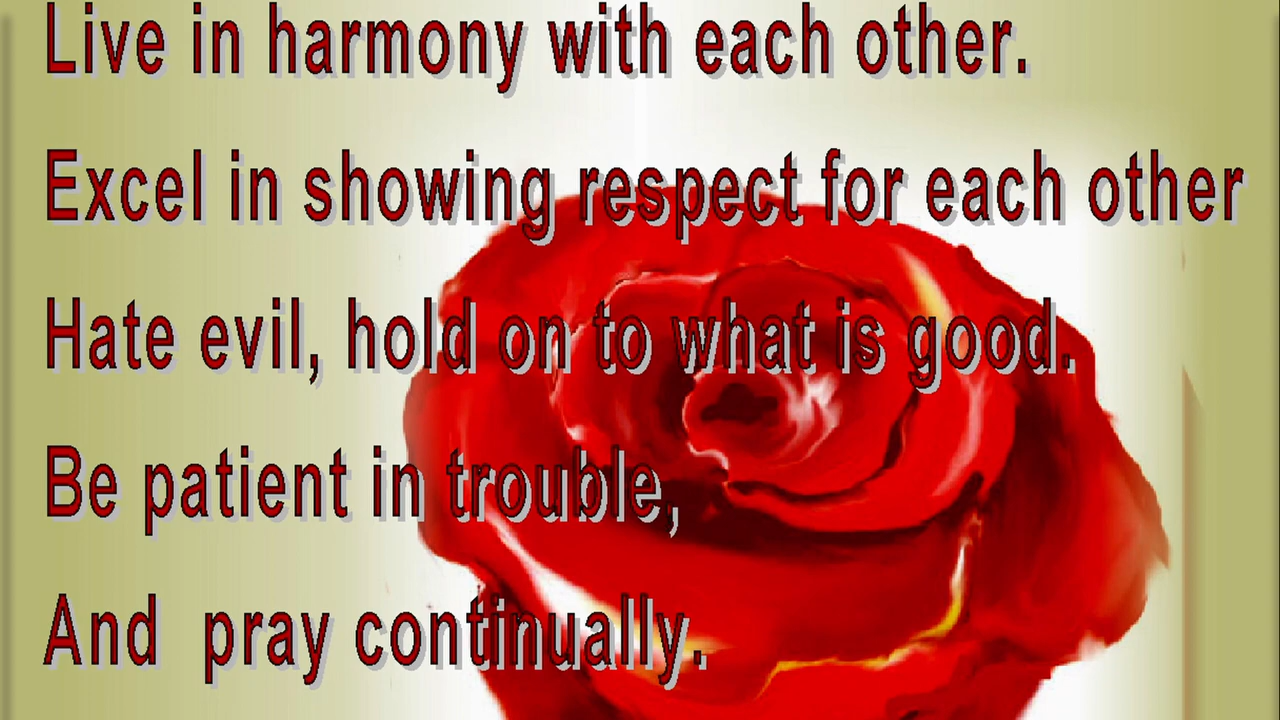 Live in harmony with each other.
Excel in showing respect for each other
Hate evil, hold on to what is good.
Be patient in trouble,
And  pray continually.